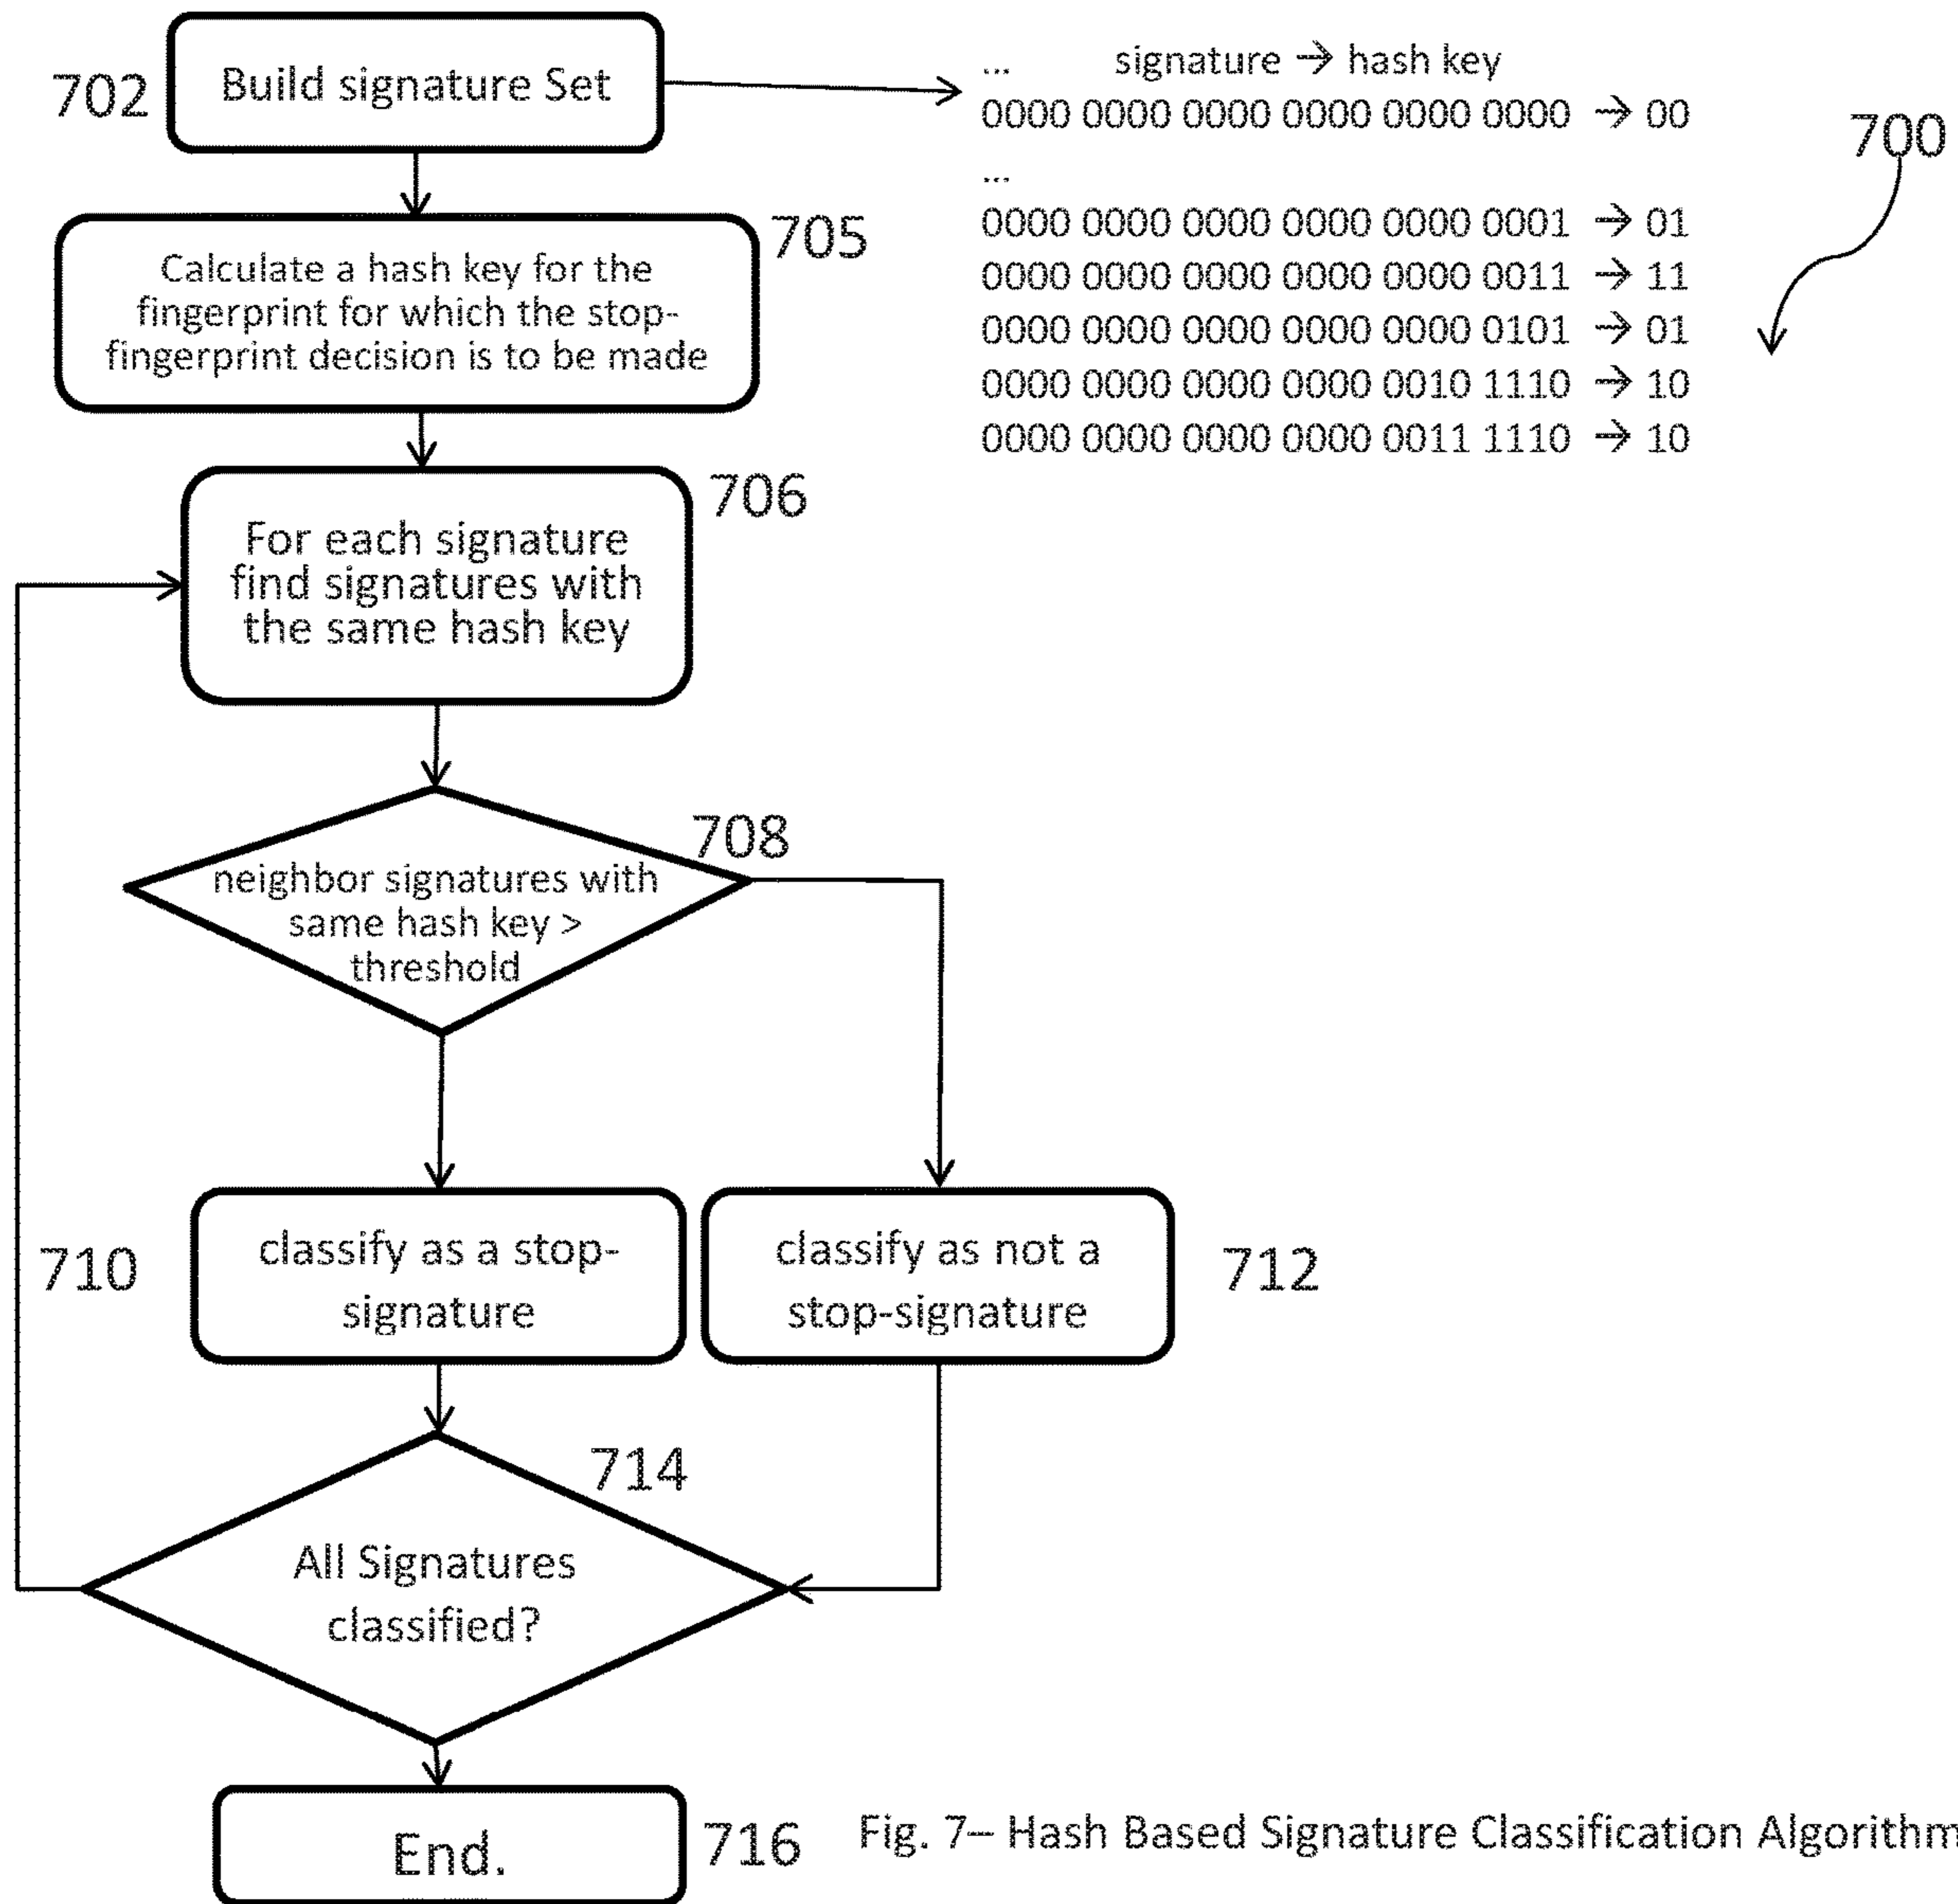 702
Build signature Set
... signature → hash key
0000 0000 0000 0000 0000 0000 → 00
...
0000 0000 0000 0000 0000 0001 → 01
0000 0000 0000 0000 0000 0011 → 11
0000 0000 0000 0000 0000 0101 → 01
0000 0000 0000 0000 0010 1110 → 10
0000 0000 0000 0000 0011 1110 → 10
700
705
Calculate a hash key for the
fingerprint for which the stop-
fingerprint decision is to be made
706
For each signature
find signatures with
the same hash key
708
neighbor signatures with
same hash key >
threshold
710
classify as a stop-
signature
classify as not a
stop-signature
712
714
All Signatures
classified?
End.
716
Fig. 7– Hash Based Signature Classification Algorithm